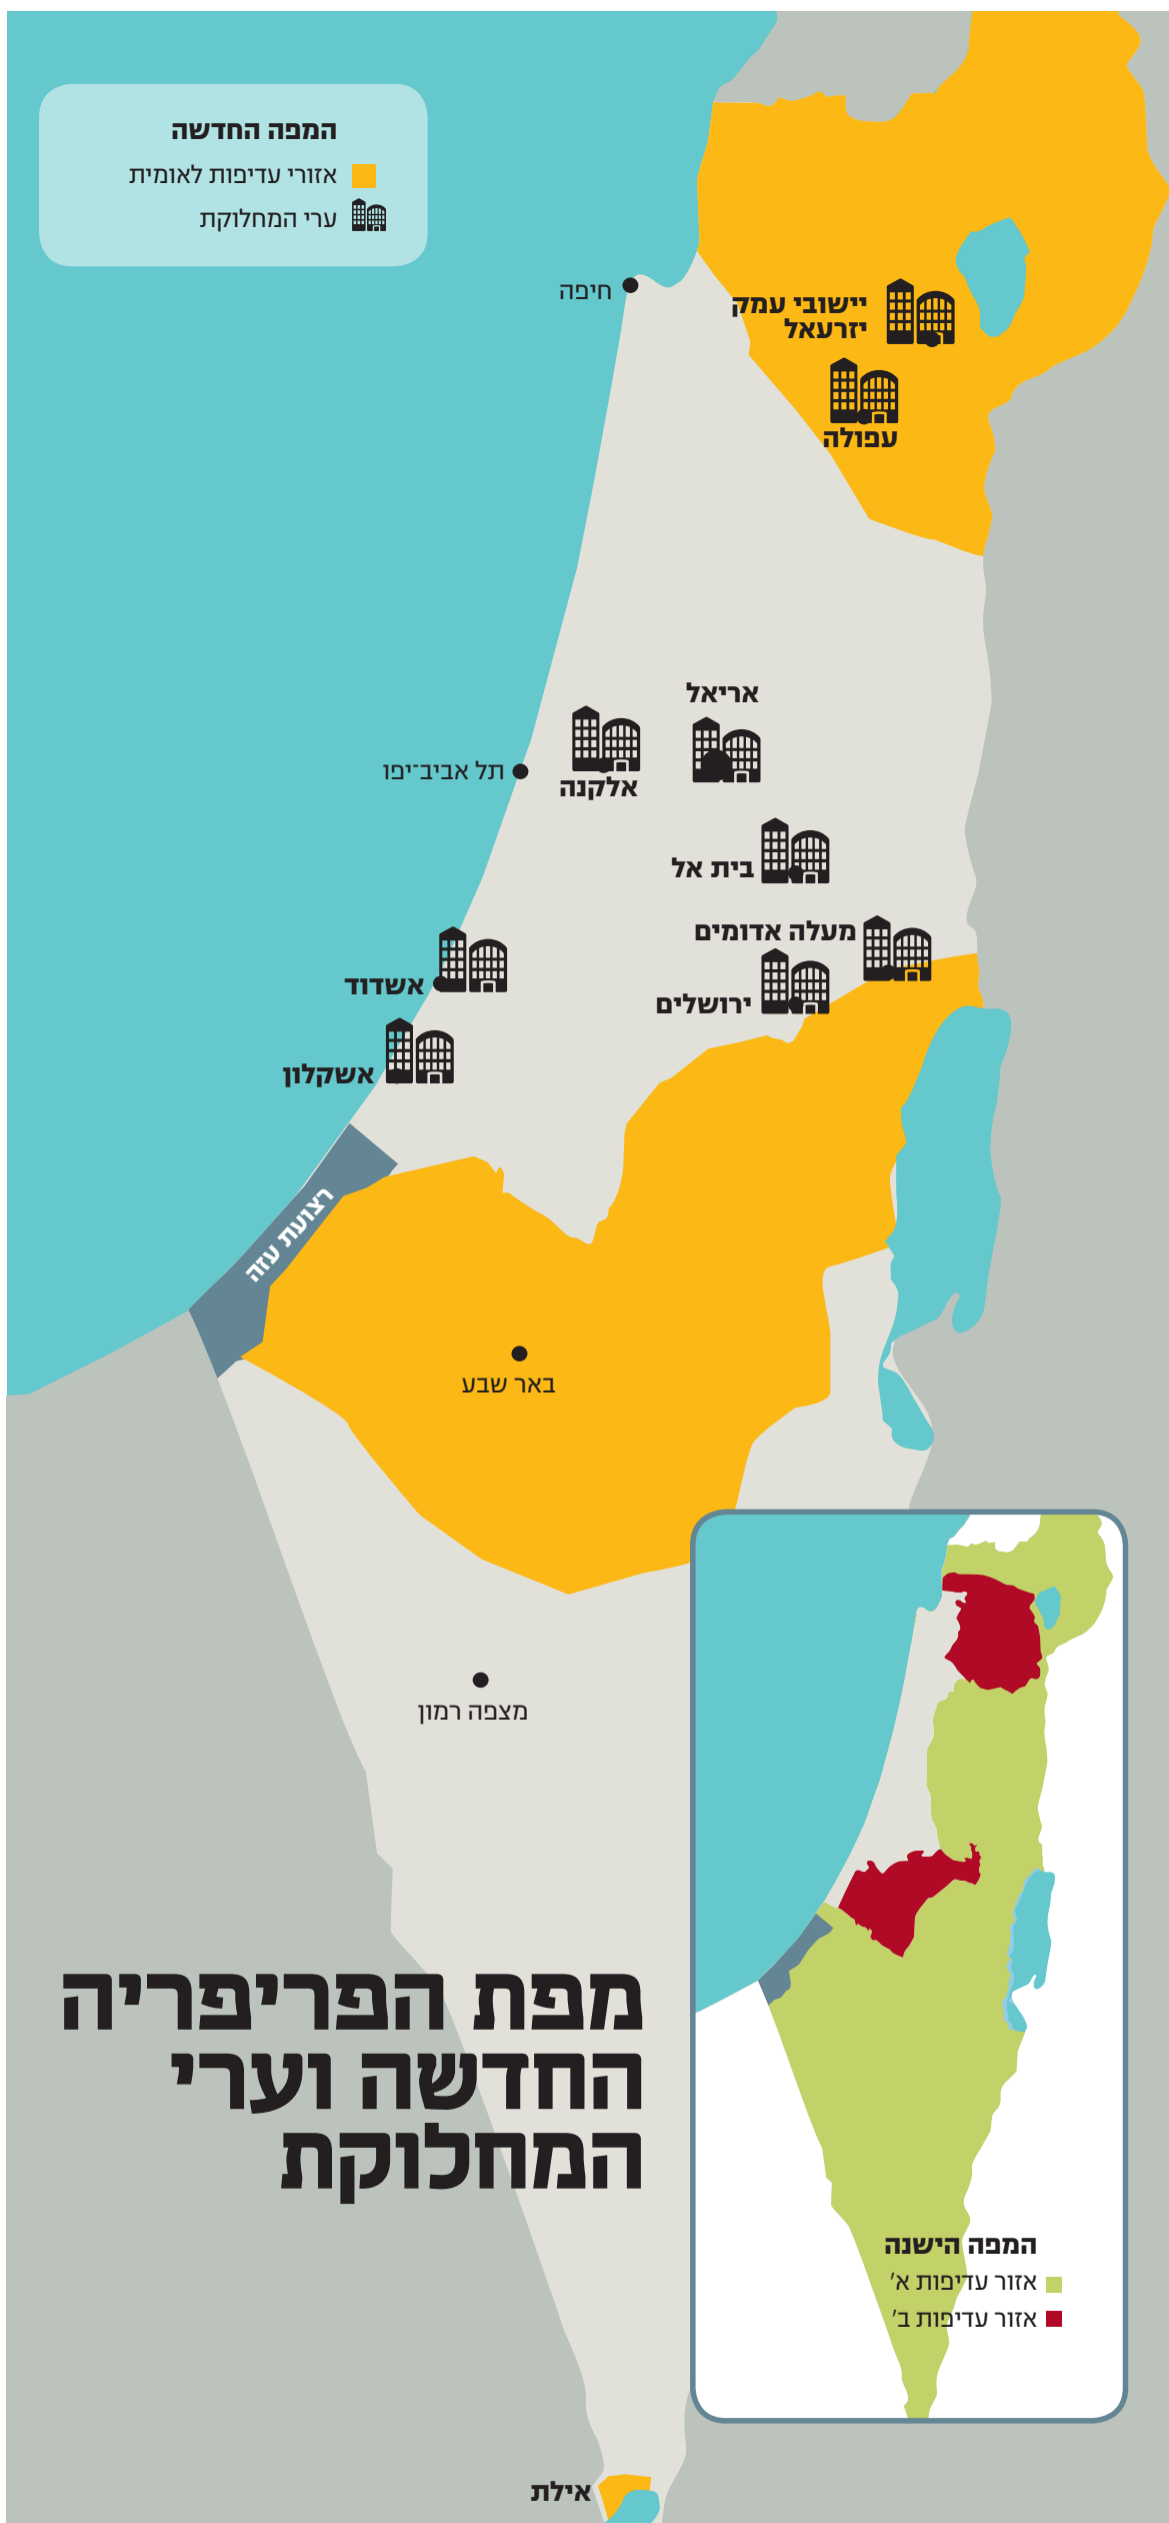 המפה החדשה
אזורי עדיפות לאומית
ערי המחלוקת
חיפה
יישובי עמק
יזרעאל
עפולה
אריאל
תל אביב־יפו
אלקנה
בית אל
מעלה אדומים
אשדוד
ירושלים
אשקלון
רצועת עזה
באר שבע
מצפה רמון
מפת הפריפריה
החדשה וערי
המחלוקת
המפה הישנה
אזור עדיפות א'
אזור עדיפות ב'
אילת